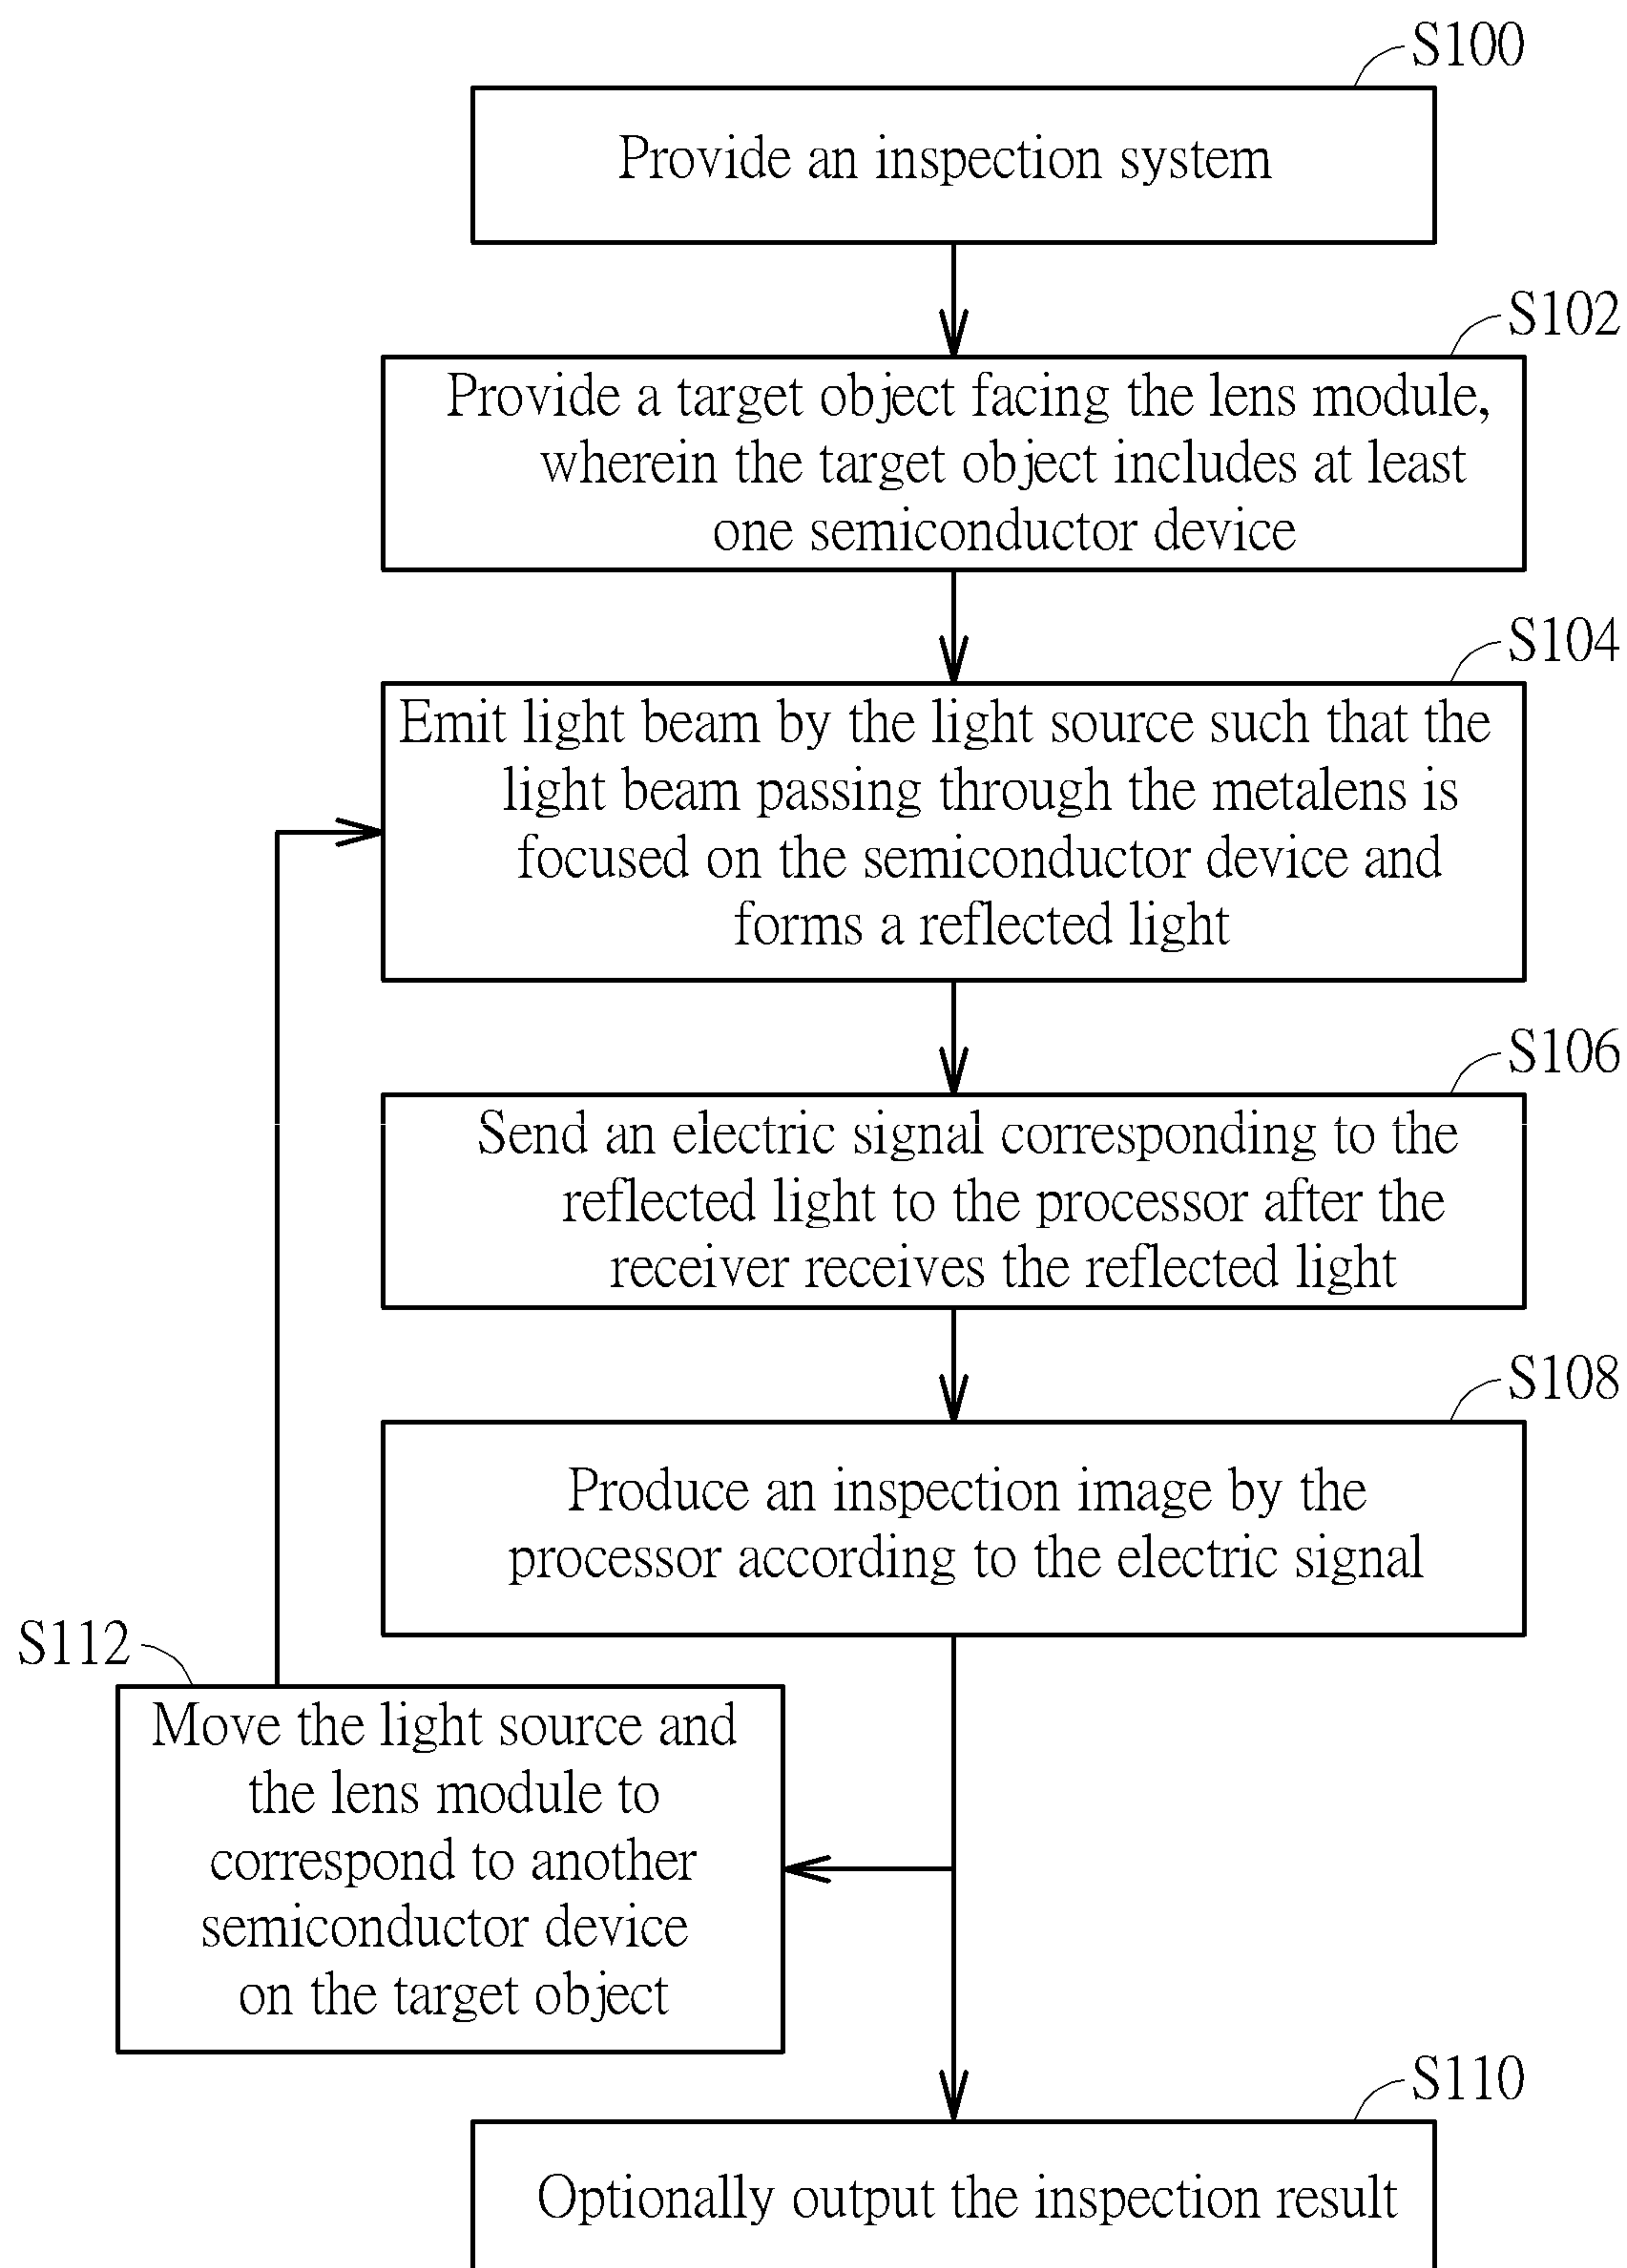 S100
Provide an inspection system
S102
Provide a target object facing the lens module,
wherein the target object includes at least
one semiconductor device
S104
Emit light beam by the light source such that the
light beam passing through the metalens is
focused on the semiconductor device and
forms a reflected light
S106
Send an electric signal corresponding to the
reflected light to the processor after the
receiver receives the reflected light
S108
Produce an inspection image by the
processor according to the electric signal
S112
Move the light source and
the lens module to
correspond to another
semiconductor device
on the target object
S110
Optionally output the inspection result